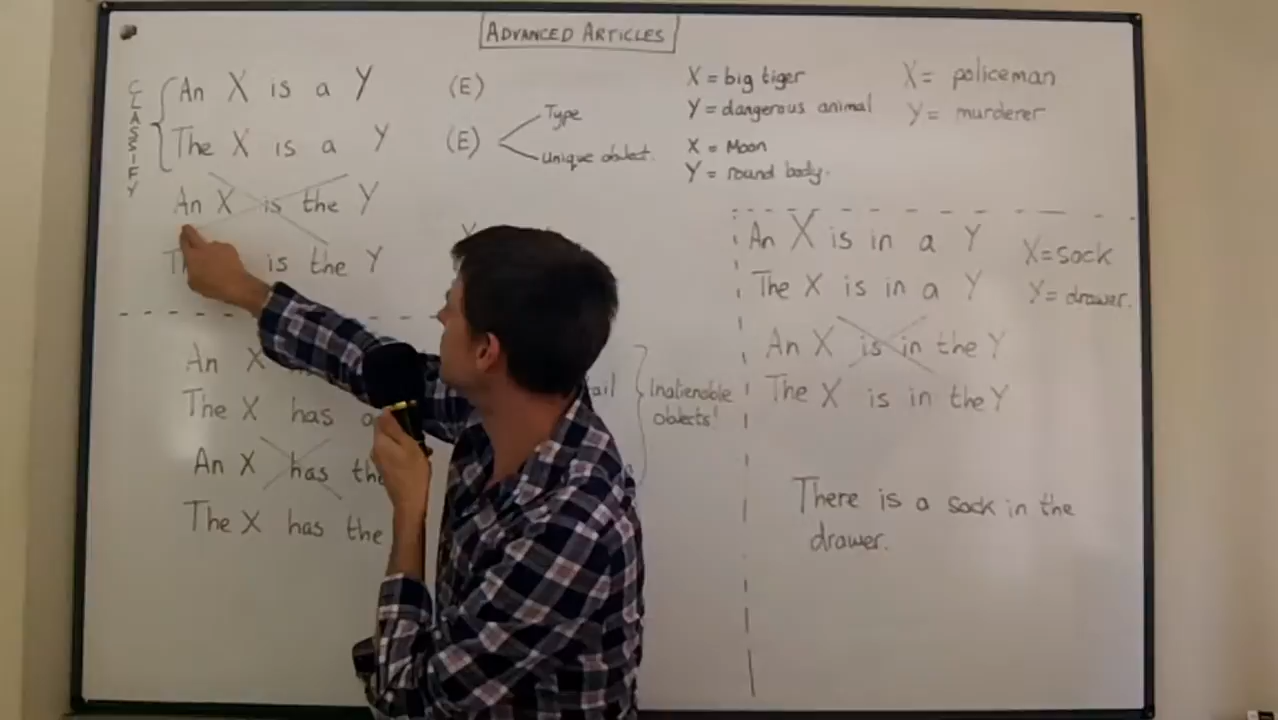 ADVANCED ARTICLES
CLASSIFY
An X is a Y (E)
The X is a Y (E)
Type
unique object.
An X is the Y
is the Y
X = big tiger
Y = dangerous animal
X = Moon
Y = round body.
X = policeman
Y = murderer
An X
The X has a
An X has the
The X has the
tail
Inalienable
objects!
An X is in a Y
The X is in a Y
An X is in the Y
The X is in the Y
X=sock
Y= drawer.
There is a sock in the
drawer.